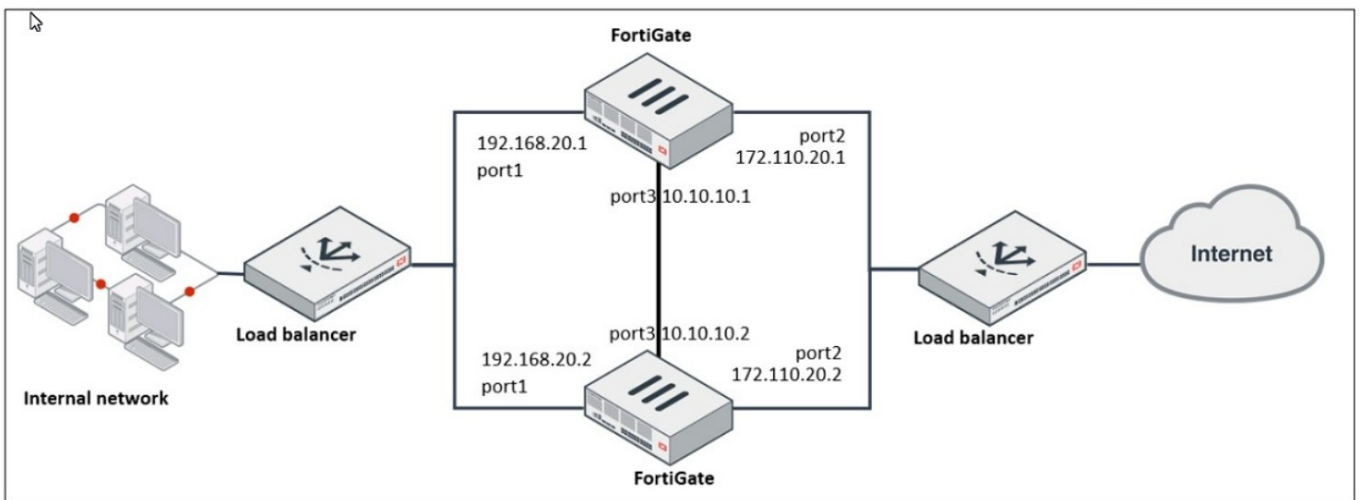 FortiGate
192.168.20.1
port1
port2
172.110.20.1
port3 10.10.10.1
Internet
Load balancer
Load balancer
port3 10.10.10.2
192.168.20.2
port1
port2
172.110.20.2
Internal network
FortiGate